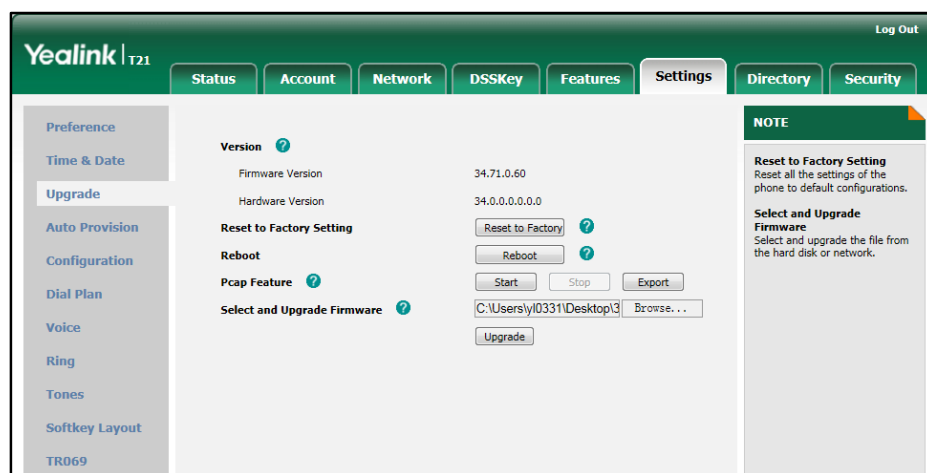 Log Out
Yealink T21
Status Account Network DSSKey Features Settings Directory Security
Preference
Time & Date
Upgrade
Auto Provision
Configuration
Dial Plan
Voice
Ring
Tones
Softkey Layout
TR069
Version ?
Firmware Version 34.71.0.60
Hardware Version 34.0.0.0.0.0.0
Reset to Factory Setting Reset to Factory ?
Reboot Reboot ?
Pcap Feature ? Start Stop Export
Select and Upgrade Firmware ? C:\Users\yl0331\Desktop\3 Browse...
Upgrade
NOTE
Reset to Factory Setting
Reset all the settings of the
phone to default configurations.
Select and Upgrade
Firmware
Select and upgrade the file from
the hard disk or network.